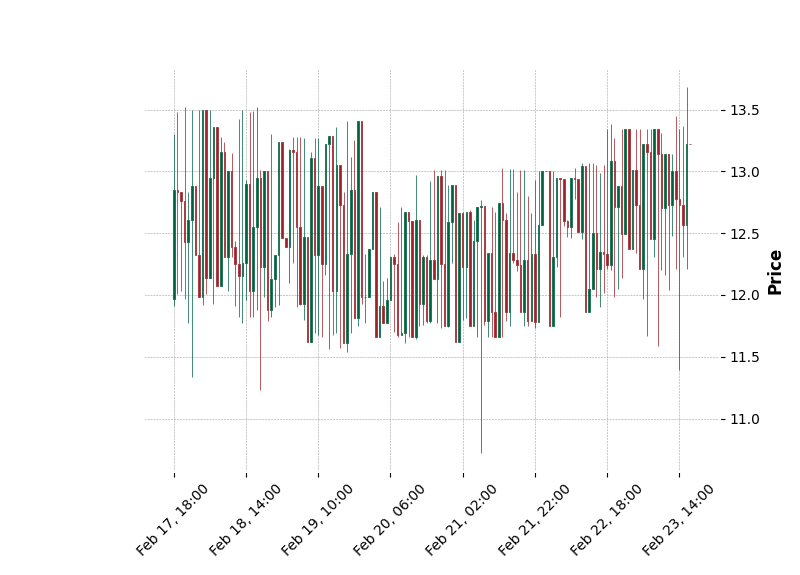 13.5
13.0
12.5
12.0
11.5
11.0
Price
Feb 17, 18:00
Feb 18, 14:00
Feb 19, 10:00
Feb 20, 06:00
Feb 21, 02:00
Feb 21, 22:00
Feb 22, 18:00
Feb 23, 14:00